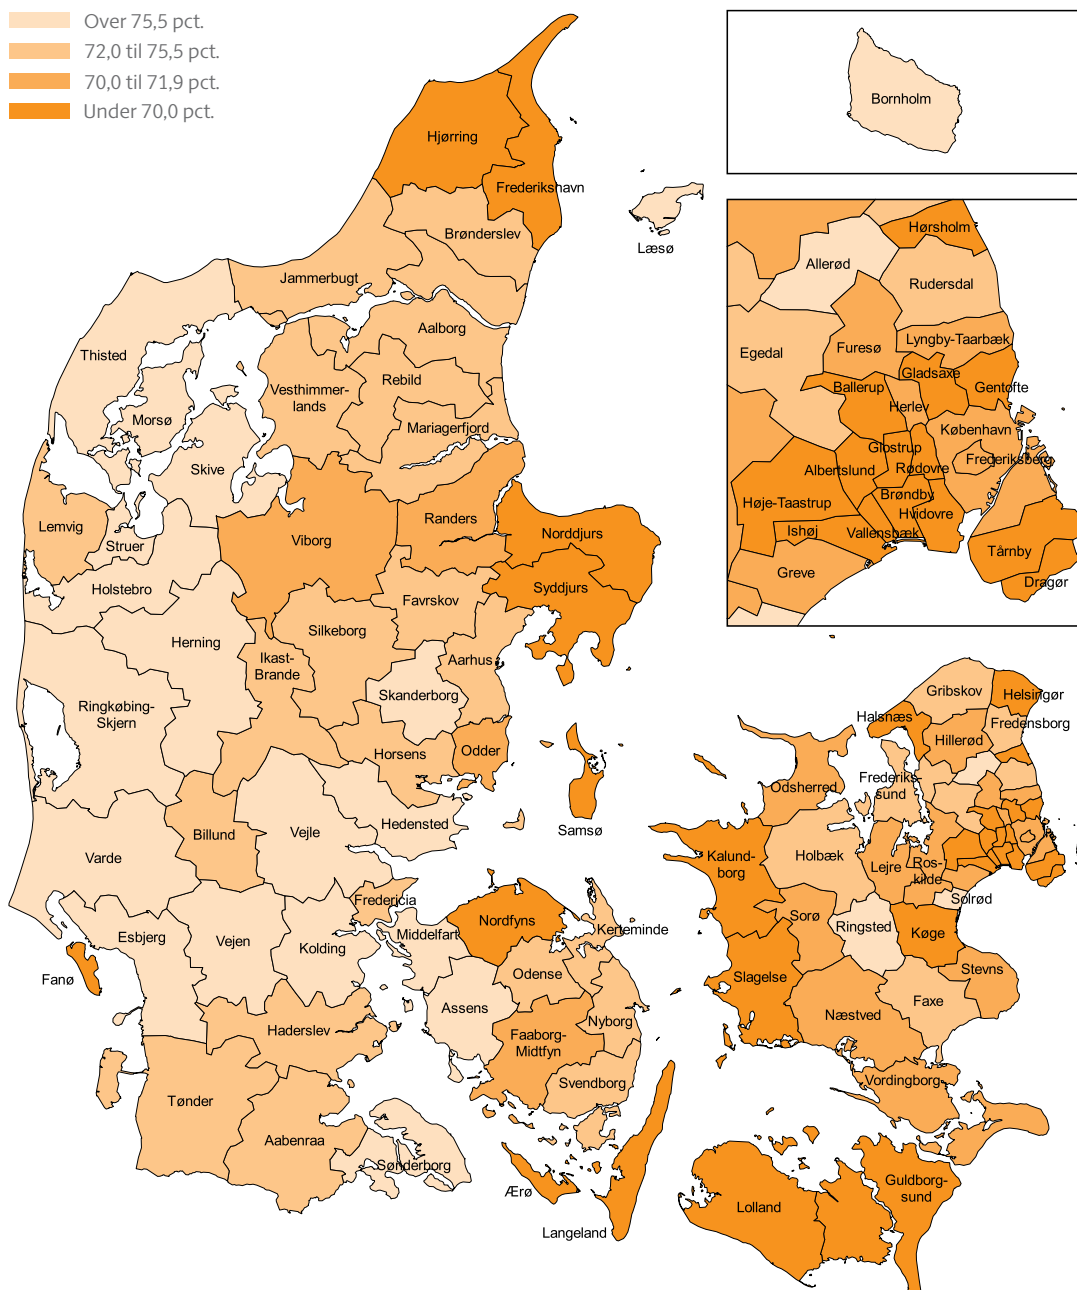 Over 75,5 pct.
72,0 til 75,5 pct.
70,0 til 71,9 pct.
Under 70,0 pct.
Bornholm
Hjørring
Frederikshavn
Læsø
Brønderslev
Jammerbugt
Aalborg
Thisted
Rebild
Vesthimmer-
lands
Morsø
Mariagerfjord
Skive
Lemvig
Struer
Viborg
Randers
Norddjurs
Holstebro
Syddjurs
Favrskov
Herning
Silkeborg
Ikast-
Brande
Aarhus
Skanderborg
Ringkøbing-
Skjern
Horsens
Odder
Samsø
Hedensted
Billund
Vejle
Varde
Fredericia
Esbjerg
Vejen
Kolding
Middelfart
Nordfyns
Kerteminde
Fanø
Odense
Assens
Nyborg
Haderslev
Faaborg-
Midtfyn
Svendborg
Tønder
Aabenraa
Sønderborg
Ærø
Langeland
Hørsholm
Allerød
Rudersdal
Egedal
Furesø
Lyngby-Taarbæk
Gladsaxe
Ballerup
Gentofte
Herlev
København
Glostrup
Frederiksberg
Albertslund
Rødovre
Høje-Taastrup
Brøndby
Hvidovre
Ishøj
Vallensbæk
Tårnby
Greve
Dragør
Gribskov
Helsingør
Halsnæs
Fredensborg
Hillerød
Frederiks-
sund
Odsherred
Kalund-
borg
Holbæk
Lejre
Ros-
kilde
Solrød
Sorø
Ringsted
Køge
Slagelse
Stevns
Faxe
Næstved
Vordingborg
Guldborg-
sund
Lolland